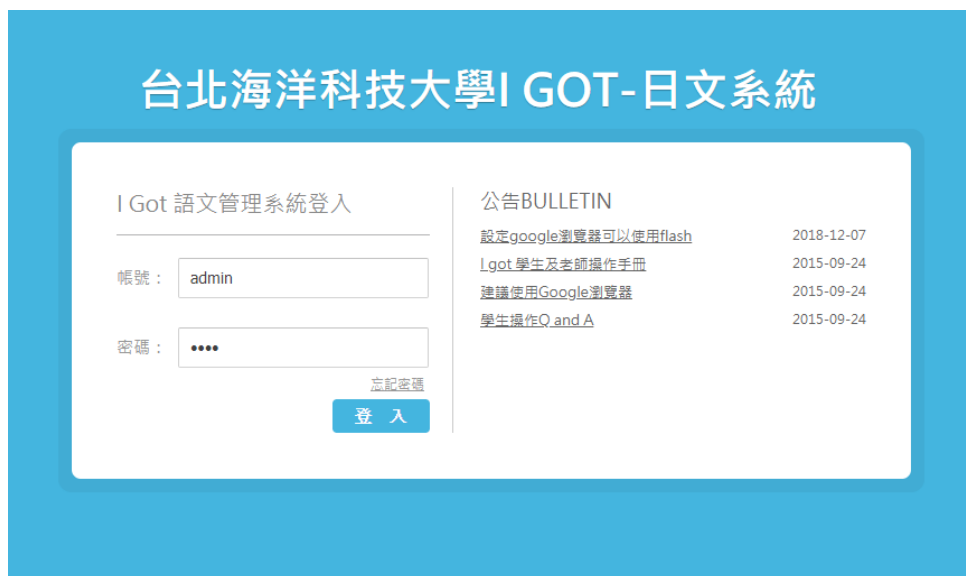 台北海洋科技大學I GOT-日文系統
I Got 語文管理系統登入
帳號： admin
密碼： ••••
忘記密碼
登 入
公告BULLETIN
設定google瀏覽器可以使用flash 2018-12-07
I got 學生及老師操作手冊 2015-09-24
建議使用Google瀏覽器 2015-09-24
學生操作Q and A 2015-09-24